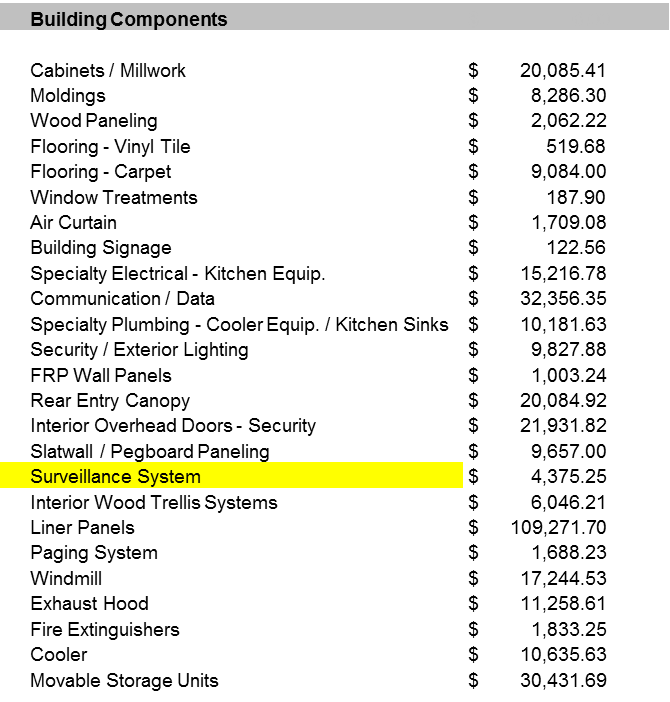 Building Components
Cabinets / Millwork $ 20,085.41
Moldings $ 8,286.30
Wood Paneling $ 2,062.22
Flooring - Vinyl Tile $ 519.68
Flooring - Carpet $ 9,084.00
Window Treatments $ 187.90
Air Curtain $ 1,709.08
Building Signage $ 122.56
Specialty Electrical - Kitchen Equip. $ 15,216.78
Communication / Data $ 32,356.35
Specialty Plumbing - Cooler Equip. / Kitchen Sinks $ 10,181.63
Security / Exterior Lighting $ 9,827.88
FRP Wall Panels $ 1,003.24
Rear Entry Canopy $ 20,084.92
Interior Overhead Doors - Security $ 21,931.82
Slatwall / Pegboard Paneling $ 9,657.00
Surveillance System $ 4,375.25
Interior Wood Trellis Systems $ 6,046.21
Liner Panels $ 109,271.70
Paging System $ 1,688.23
Windmill $ 17,244.53
Exhaust Hood $ 11,258.61
Fire Extinguishers $ 1,833.25
Cooler $ 10,635.63
Movable Storage Units $ 30,431.69